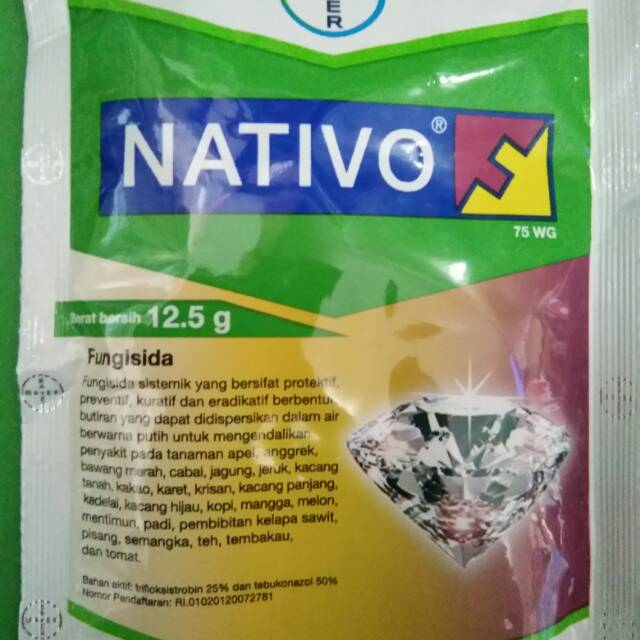 ER
NATIVO®
75 WG
Berat bersih 12.5 g
Fungisida
Fungisida sistemik yang bersifat protektif,
preventif, kuratif dan eradikatif berbentuk
butiran yang dapat didispersikan dalam air
berwarna putih untuk mengendalikan
penyakit pada tanaman apel, anggrek,
bawang merah, cabai, jagung, jeruk, kacang
tanah, kakao, karet, krisan, kacang panjang,
kedelai, kacang hijau, kopi, mangga, melon,
mentimun, padi, pembibitan kelapa sawit,
pisang, semangka, teh, tembakau,
dan tomat.
Bahan aktif: trifloksistrobin 25% dan tebukonazol 50%
Nomor Pendaftaran: RI.01020120072781